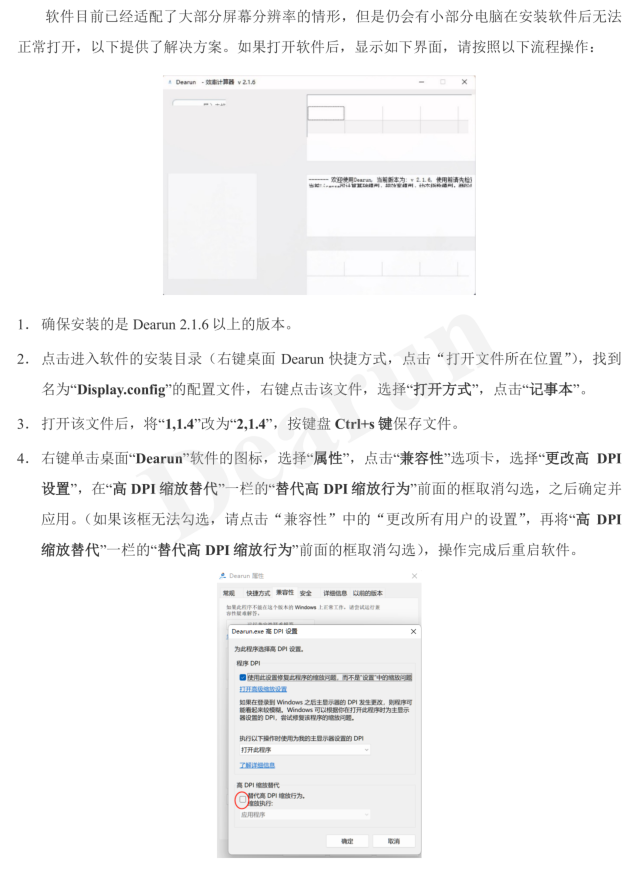 软件目前已经适配了大部分屏幕分辨率的情形，但是仍会有小部分电脑在安装软件后无法
正常打开，以下提供了解决方案。如果打开软件后，显示如下界面，请按照以下流程操作：
Dearun - 效率计算器 v 2.1.6
-------- 欢迎使用Dearun，当前版本为：v 2.1.6，使用前请先检
1. 确保安装的是 Dearun 2.1.6 以上的版本。
2. 点击进入软件的安装目录（右键桌面 Dearun 快捷方式，点击“打开文件所在位置”），找到
名为“Display.config”的配置文件，右键点击该文件，选择“打开方式”，点击“记事本”。
3. 打开该文件后，将“1,1.4”改为“2,1.4”，按键盘 Ctrl+s 键保存文件。
4. 右键单击桌面“Dearun”软件的图标，选择“属性”，点击“兼容性”选项卡，选择“更改高 DPI
设置”，在“高 DPI 缩放替代”一栏的“替代高 DPI 缩放行为”前面的框取消勾选，之后确定并
应用。（如果该框无法勾选，请点击“兼容性”中的“更改所有用户的设置”，再将“高 DPI
缩放替代”一栏的“替代高 DPI 缩放行为”前面的框取消勾选），操作完成后重启软件。
Dearun
Dearun 属性
常规 快捷方式 兼容性 安全 详细信息 以前的版本
如果此程序不能在这个版本的 Windows 上正常工作，请尝试运行兼
容性疑难解答。
Dearun.exe 高 DPI 设置
为此程序选择高 DPI 设置。
程序 DPI
使用此设置修复此程序的缩放问题，而不是"设置"中的缩放问题
打开高级缩放设置
如果在登录到 Windows 之后主显示器的 DPI 发生更改，则程序可
能看起来较模糊。Windows 可以根据你在打开此程序时为主显示
器设置的 DPI，尝试修复该程序的缩放问题。
执行以下操作时使用为我的主显示器设置的 DPI
打开此程序
了解详细信息
高 DPI 缩放替代
替代高 DPI 缩放行为。
缩放执行:
应用程序
确定 取消